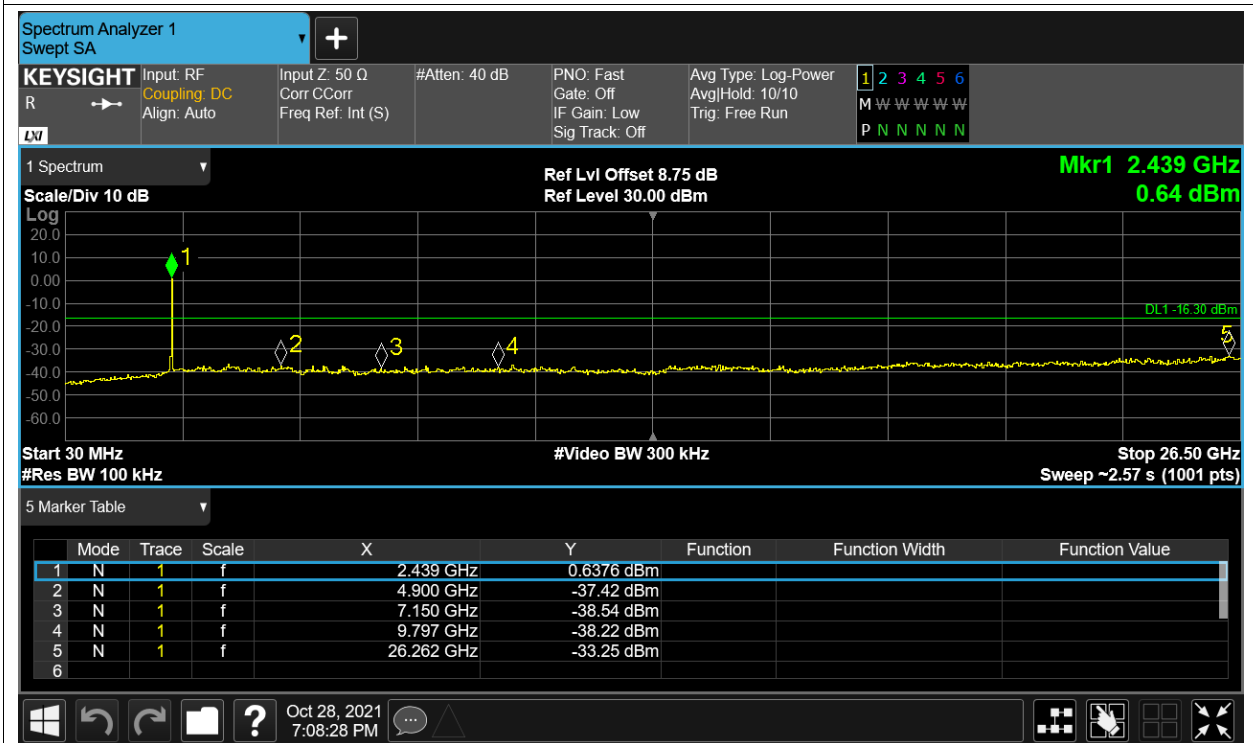 Spectrum Analyzer 1
Swept SA
KEYSIGHT Input: RF Input Z: 50 Ω #Atten: 40 dB PNO: Fast Avg Type: Log-Power 1 2 3 4 5 6
R Coupling: DC Corr CCorr Gate: Off Avg|Hold: 10/10 M W W W W W W
Align: Auto Freq Ref: Int (S) IF Gain: Low Trig: Free Run
LXI Sig Track: Off P N N N N N N
1 Spectrum Ref Lvl Offset 8.75 dB Mkr1 2.439 GHz
Scale/Div 10 dB Ref Level 30.00 dBm 0.64 dBm
Log
20.0
10.0 1
0.00
-10.0 DL1 -16.30 dBm
-20.0
-30.0 2 3 4 5
-40.0
-50.0
-60.0
Start 30 MHz #Video BW 300 kHz Stop 26.50 GHz
#Res BW 100 kHz Sweep ~2.57 s (1001 pts)
5 Marker Table
Mode Trace Scale X Y Function Function Width Function Value
1 N 1 f 2.439 GHz 0.6376 dBm
2 N 1 f 4.900 GHz -37.42 dBm
3 N 1 f 7.150 GHz -38.54 dBm
4 N 1 f 9.797 GHz -38.22 dBm
5 N 1 f 26.262 GHz -33.25 dBm
6
? Oct 28, 2021
7:08:28 PM